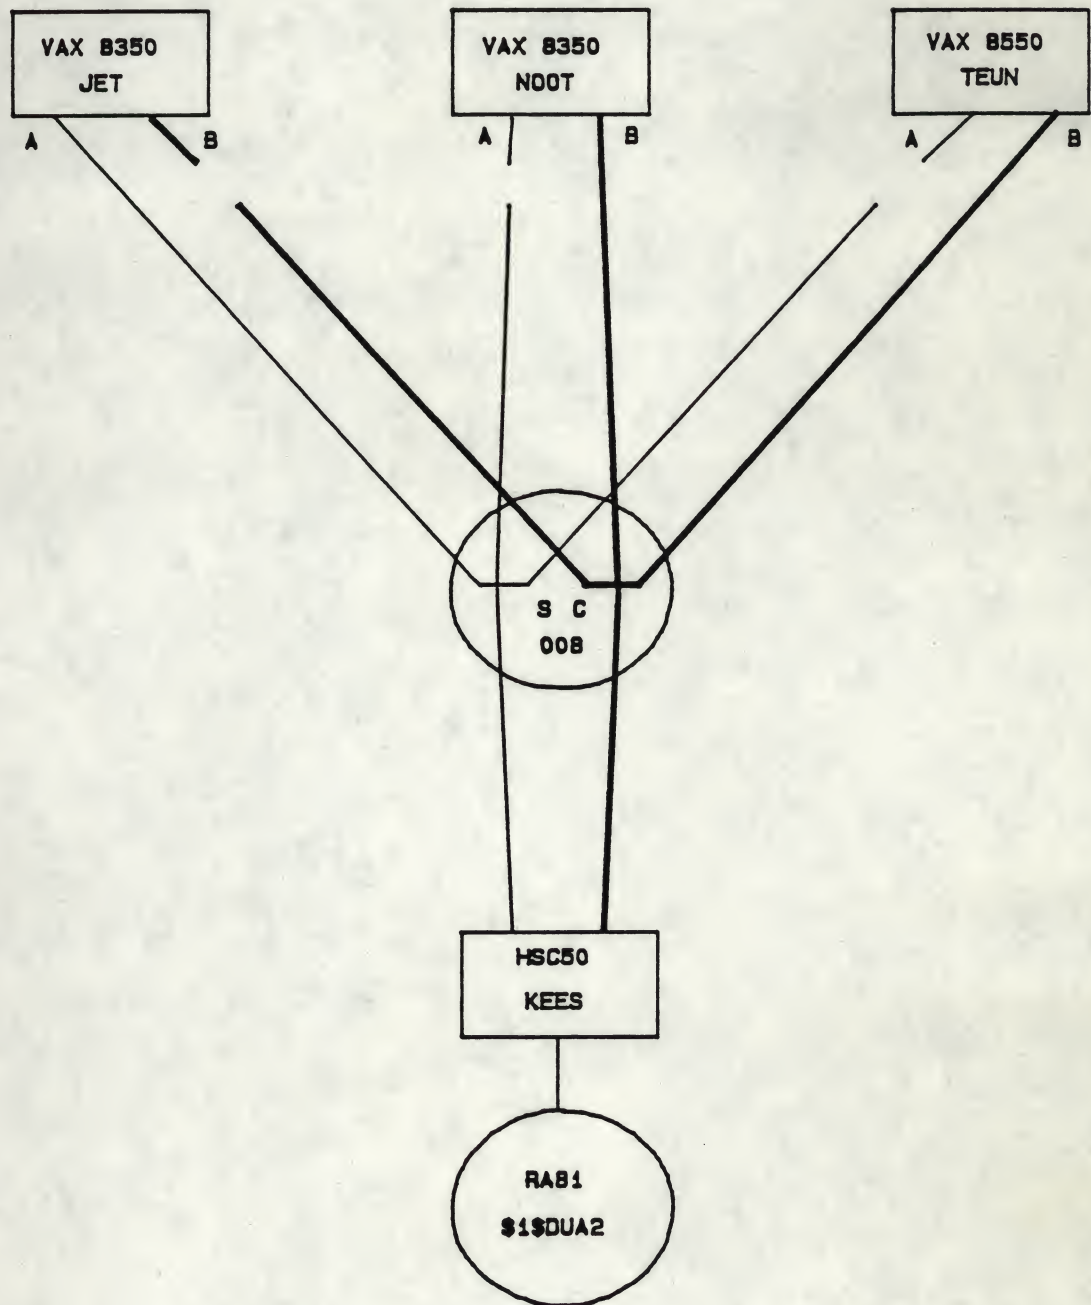 VAX 8350
JET
VAX 8350
NOOT
VAX 8550
TEUN
A
B
A
B
A
B
S C
008
HSC50
KEES
RA81
$1$DUA2